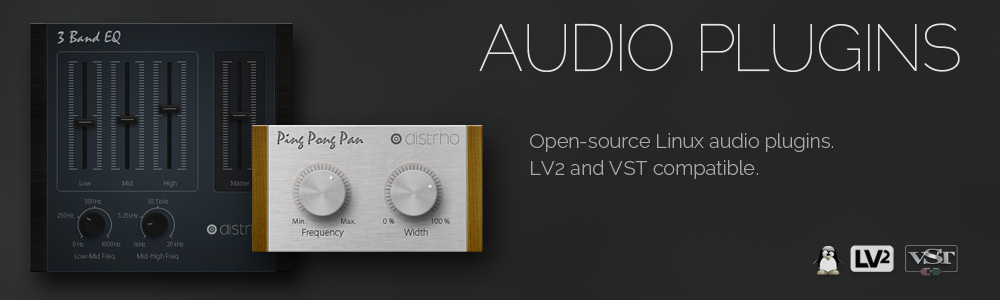 3 Band EQ
AUDIO PLUGINS
Low Mid High Master
250Hz 500Hz 5.25kHz 10.5kHz
0 Hz 1000Hz 1kHz 20 kHz
Low-Mid Freq Mid-High Freq
distr
Ping Pong Pan distrho
Min. Max. 0 % 100 %
Frequency Width
Open-source Linux audio plugins.
LV2 and VST compatible.
LV2 VST